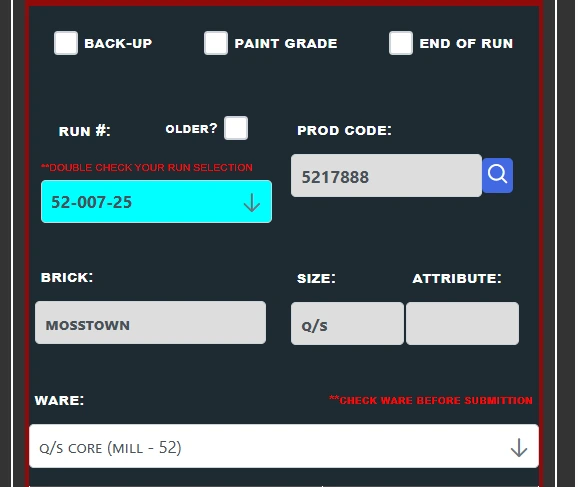 BACK-UP PAINT GRADE END OF RUN
RUN #: OLDER? PROD CODE:
**DOUBLE CHECK YOUR RUN SELECTION
52-007-25 5217888
BRICK: SIZE: ATTRIBUTE:
MOSSTOWN Q/S
WARE: **CHECK WARE BEFORE SUBMITTION
Q/S CORE (MILL - 52)